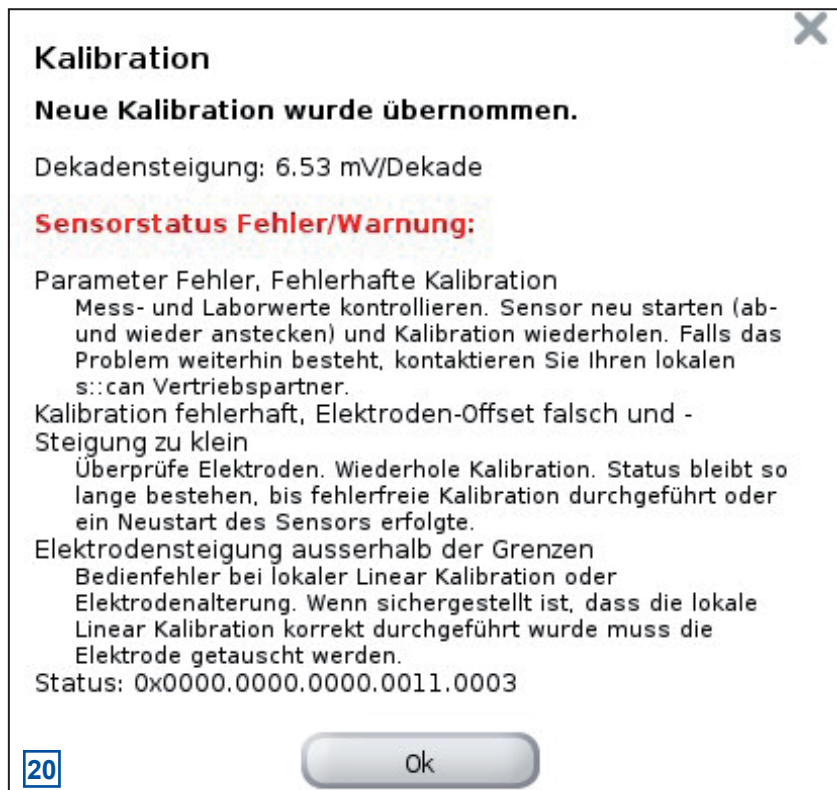 Kalibration
Neue Kalibration wurde übernommen.
Dekadensteigung: 6.53 mV/Dekade
Sensorstatus Fehler/Warnung:
Parameter Fehler, Fehlerhafte Kalibration
Mess- und Laborwerte kontrollieren. Sensor neu starten (ab-
und wieder anstecken) und Kalibration wiederholen. Falls das
Problem weiterhin besteht, kontaktieren Sie Ihren lokalen
s::can Vertriebspartner.
Kalibration fehlerhaft, Elektroden-Offset falsch und -
Steigung zu klein
Überprüfe Elektroden. Wiederhole Kalibration. Status bleibt so
lange bestehen, bis fehlerfreie Kalibration durchgeführt oder
ein Neustart des Sensors erfolgte.
Elektrodensteigung ausserhalb der Grenzen
Bedienfehler bei lokaler Linear Kalibration oder
Elektrodenalterung. Wenn sichergestellt ist, dass die lokale
Linear Kalibration korrekt durchgeführt wurde muss die
Elektrode getauscht werden.
Status: 0x0000.0000.0000.0011.0003
Ok
20